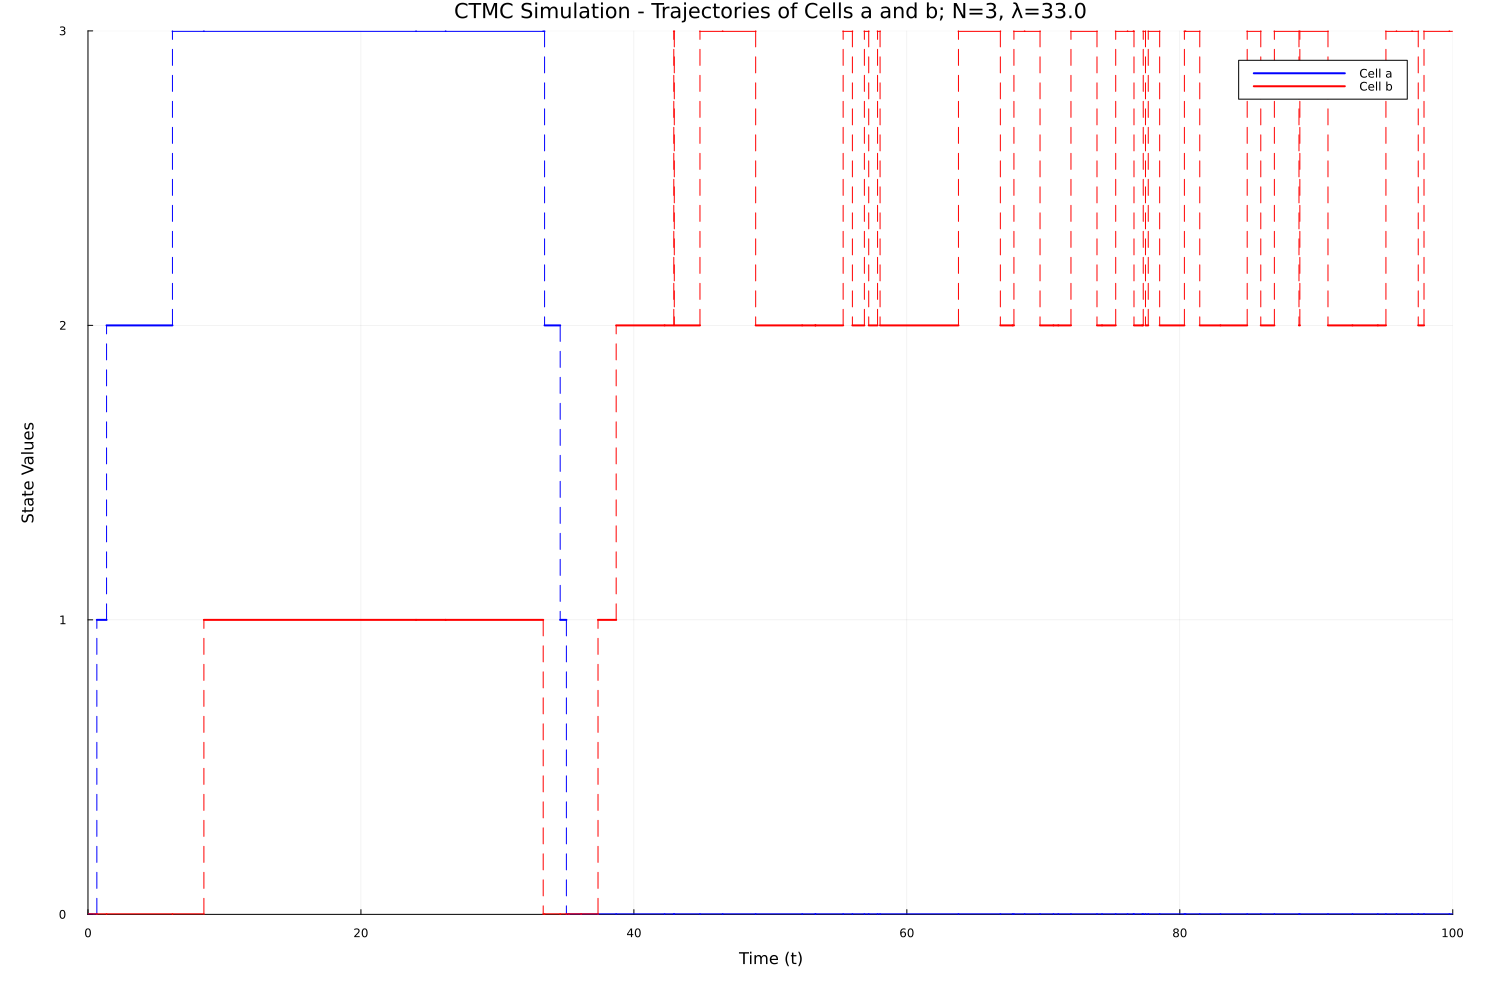 CTMC Simulation - Trajectories of Cells a and b; N=3, λ=33.0
3
Cell a
Cell b
2
State Values
1
0
0 20 40 60 80 100
Time (t)